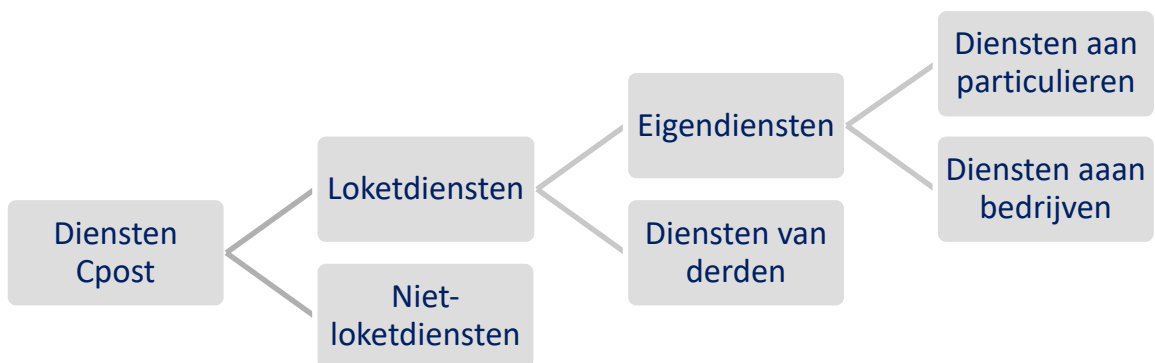 Diensten
Cpost
Loketdiensten
Niet-
loketdiensten
Eigendiensten
Diensten van
derden
Diensten aan
particulieren
Diensten aaan
bedrijven